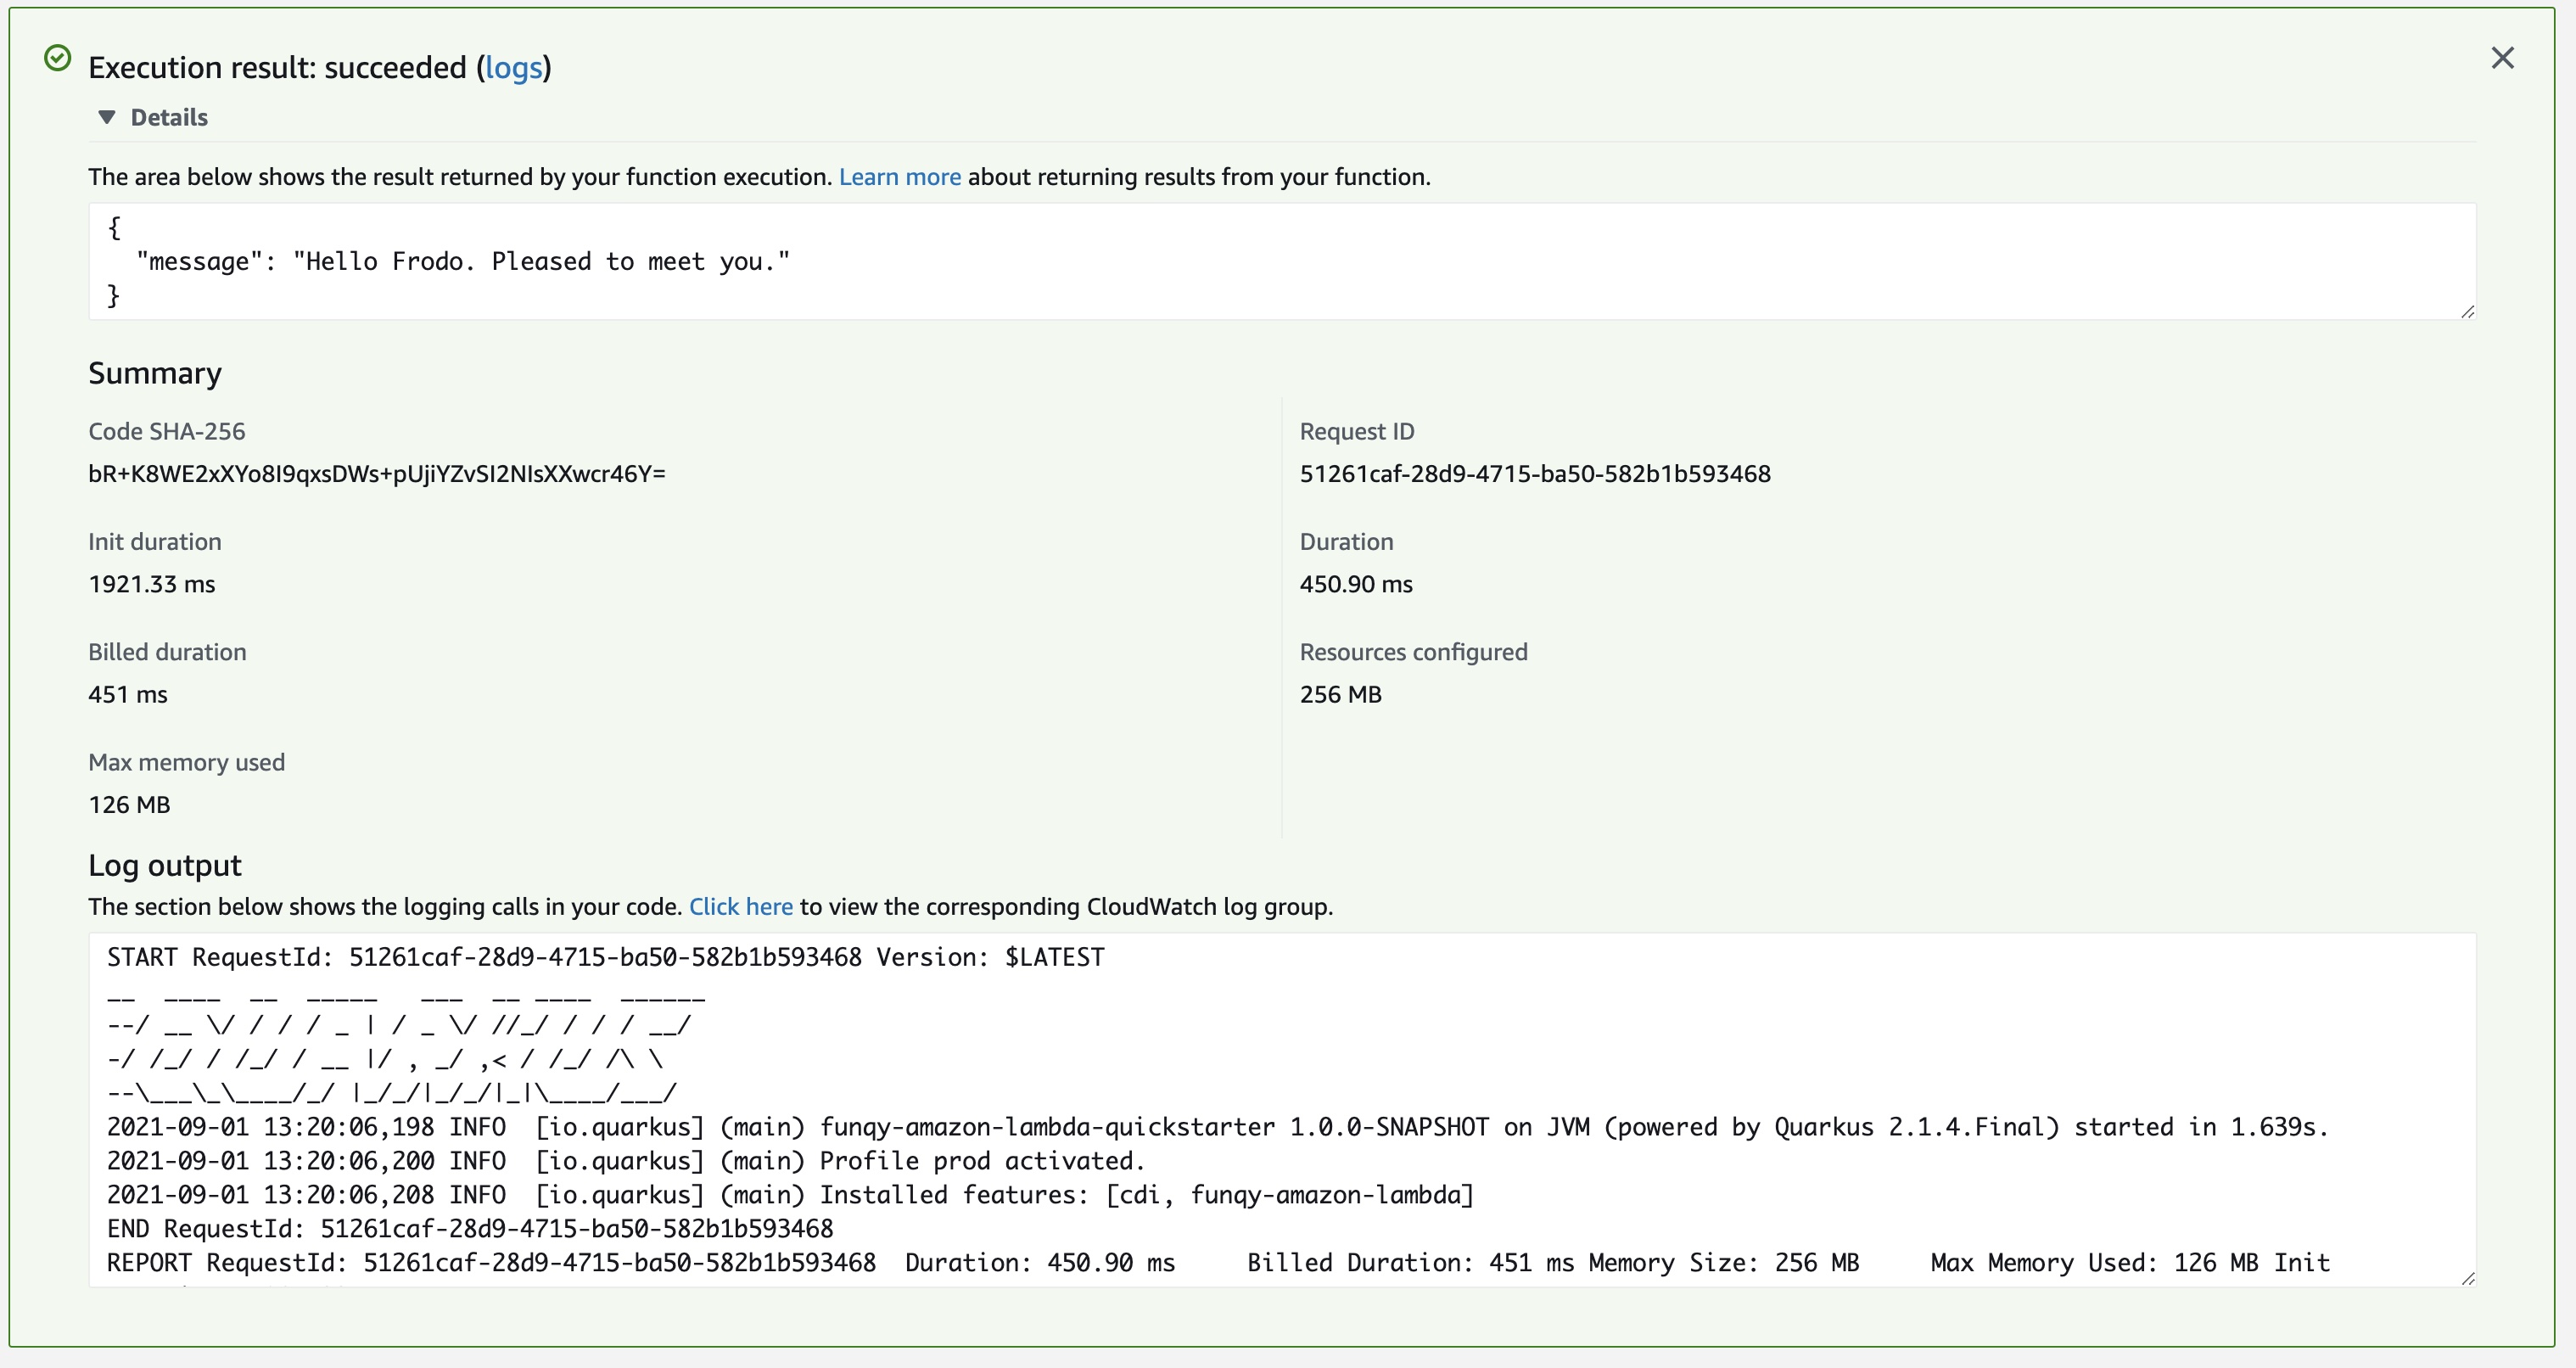 Execution result: succeeded (logs)
Details
The area below shows the result returned by your function execution. Learn more about returning results from your function.
{
  "message": "Hello Frodo. Pleased to meet you."
}
Summary
Code SHA-256
bR+K8WE2xXYo8I9qxsDWs+pUjiYZvSI2NIsXXwcr46Y=
Request ID
51261caf-28d9-4715-ba50-582b1b593468
Init duration
1921.33 ms
Duration
450.90 ms
Billed duration
451 ms
Resources configured
256 MB
Max memory used
126 MB
Log output
The section below shows the logging calls in your code. Click here to view the corresponding CloudWatch log group.
START RequestId: 51261caf-28d9-4715-ba50-582b1b593468 Version: $LATEST
__  ____  __  _____   ___  __ ____  ______
--/ __ \/ / / / _ | / _ \/ //_/ / / / __/
-/ /_/ / /_/ / __ |/ , _/ ,< / /_/ /\ \
--\___\_\____/_/ |_/_/|_/_/|_|\____/___/
2021-09-01 13:20:06,198 INFO  [io.quarkus] (main) funqy-amazon-lambda-quickstarter 1.0.0-SNAPSHOT on JVM (powered by Quarkus 2.1.4.Final) started in 1.639s.
2021-09-01 13:20:06,200 INFO  [io.quarkus] (main) Profile prod activated.
2021-09-01 13:20:06,208 INFO  [io.quarkus] (main) Installed features: [cdi, funqy-amazon-lambda]
END RequestId: 51261caf-28d9-4715-ba50-582b1b593468
REPORT RequestId: 51261caf-28d9-4715-ba50-582b1b593468  Duration: 450.90 ms     Billed Duration: 451 ms Memory Size: 256 MB     Max Memory Used: 126 MB Init